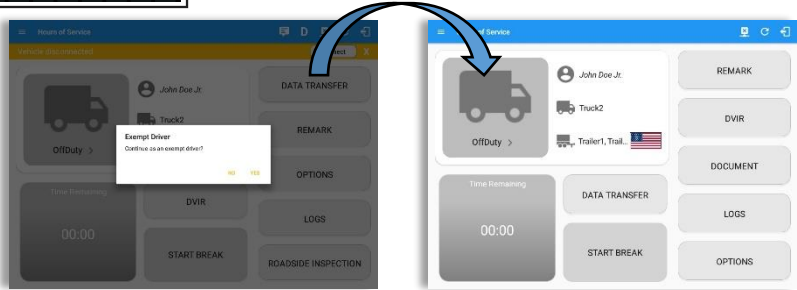 Hours of Service
D
Vehicle disconnected
X
John Doe Jr.
Truck2
OffDuty >
DATA TRANSFER
REMARK
OPTIONS
LOGS
ROADSIDE INSPECTION
Exempt Driver
Continue as an exempt driver?
NO YES
Time Remaining
00:00
DVIR
START BREAK
of Service
John Doe Jr.
Truck2
Trailer1, Trail...
OffDuty >
Time Remaining
00:00
DATA TRANSFER
START BREAK
REMARK
DVIR
DOCUMENT
LOGS
OPTIONS